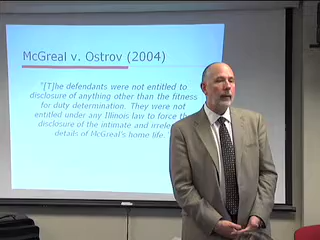 McGreal v. Ostrov (2004)
"[T]he defendants were not entitled to
disclosure of anything other than the fitness
for duty determination. They were not
entitled under any Illinois law to force the
disclosure of the intimate and
details of McGreal's home life.